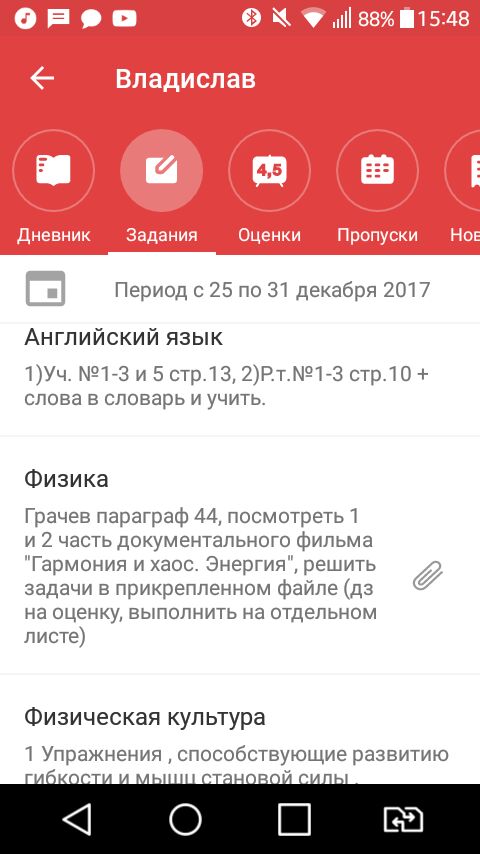 88% 15:48
Владислав
4,5
Дневник Задания Оценки Пропуски Нов
Период с 25 по 31 декабря 2017
Английский язык
1)Уч. №1-3 и 5 стр.13, 2)Р.т.№1-3 стр.10 +
слова в словарь и учить.
Физика
Грачев параграф 44, посмотреть 1
и 2 часть документального фильма
"Гармония и хаос. Энергия", решить
задачи в прикрепленном файле (дз
на оценку, выполнить на отдельном
листе)
Физическая культура
1 Упражнения , способствующие развитию
гибкости и мышц становой силы .